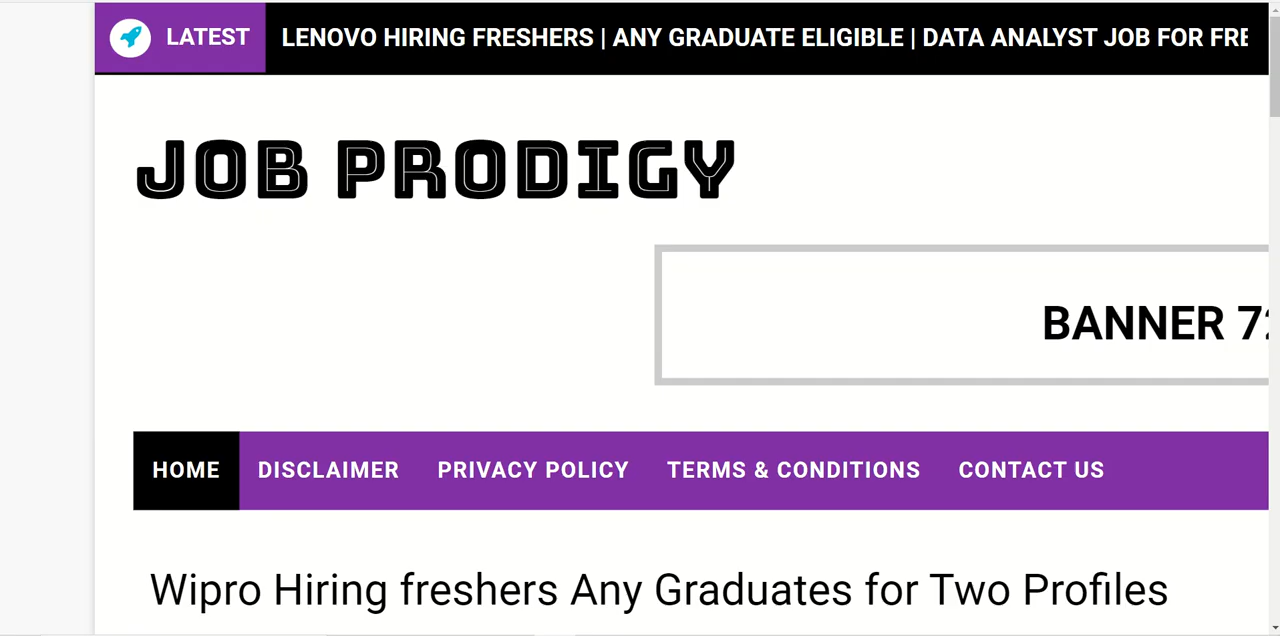 LATEST LENOVO HIRING FRESHERS | ANY GRADUATE ELIGIBLE | DATA ANALYST JOB FOR
JOB PRODIGY
BANNER
HOME DISCLAIMER PRIVACY POLICY TERMS & CONDITIONS CONTACT US
Wipro Hiring freshers Any Graduates for Two Profiles